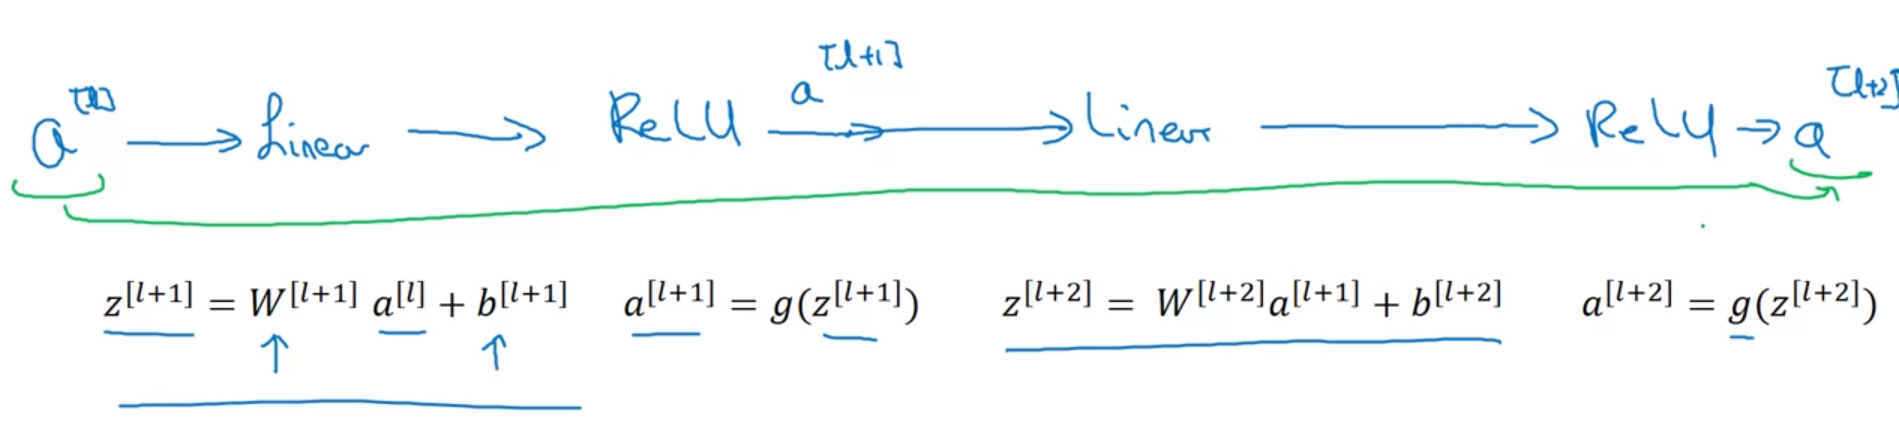 a^[l] → Linear → ReLU a^[l+1] → Linear → ReLU → a^[l+2]
z^[l+1] = W^[l+1] a^[l] + b^[l+1] a^[l+1] = g(z^[l+1]) z^[l+2] = W^[l+2]a^[l+1] + b^[l+2] a^[l+2] = g(z^[l+2])